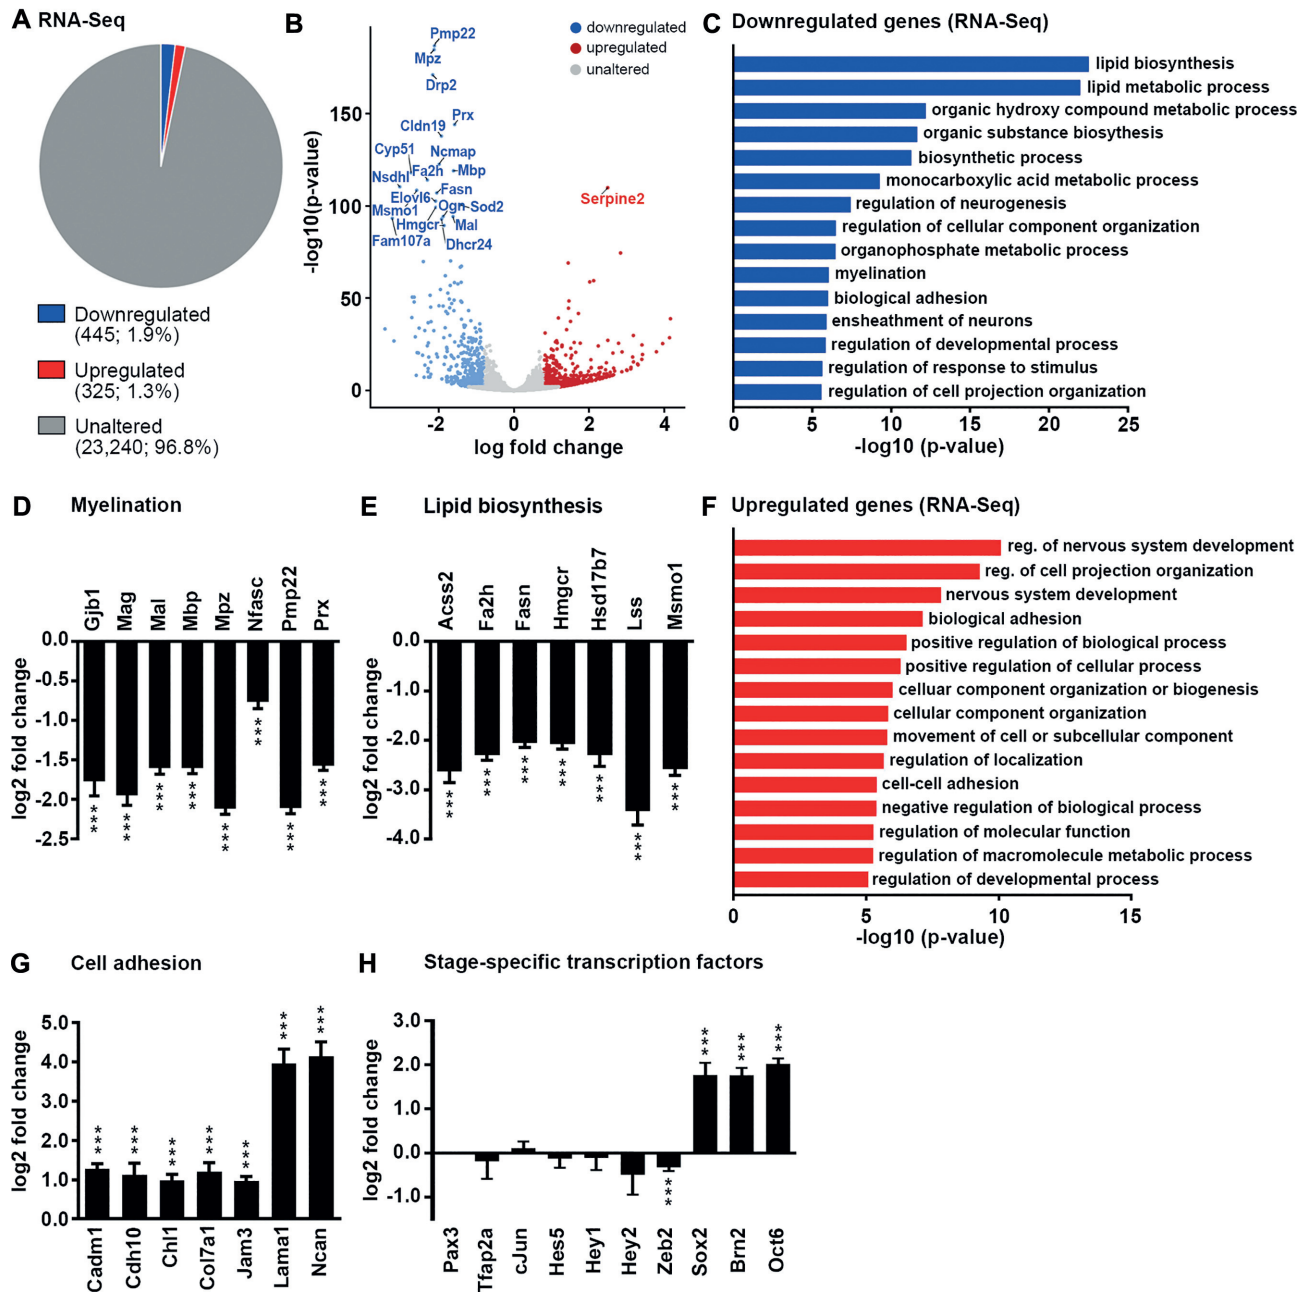 A RNA-Seq
Downregulated
(445; 1.9%)
Upregulated
(325; 1.3%)
Unaltered
(23,240; 96.8%)
B
downregulated
upregulated
unaltered
Pmp22
Mpz
Drp2
Prx
Cldn19
Cyp51
Ncmap
Nsdhl
Fa2h
Mbp
Elovl6
Fasn
Msmo1
Ogn
Sod2
Hmgcr
Mal
Fam107a
Dhcr24
Serpine2
-log10(p-value)
150
100
50
0
-2
0
2
4
log fold change
C Downregulated genes (RNA-Seq)
lipid biosynthesis
lipid metabolic process
organic hydroxy compound metabolic process
organic substance biosythesis
biosynthetic process
monocarboxylic acid metabolic process
regulation of neurogenesis
regulation of cellular component organization
organophosphate metabolic process
myelination
biological adhesion
ensheathment of neurons
regulation of developmental process
regulation of response to stimulus
regulation of cell projection organization
0 5 10 15 20 25
-log10 (p-value)
D Myelination
Gjb1
Mag
Mal
Mbp
Mpz
Nfasc
Pmp22
Prx
log2 fold change
0.0
-0.5
-1.0
-1.5
-2.0
-2.5
***
***
***
***
***
***
***
***
E Lipid biosynthesis
Acss2
Fa2h
Fasn
Hmgcr
Hsd17b7
Lss
Msmo1
log2 fold change
0.0
-1.0
-2.0
-3.0
-4.0
***
***
***
***
***
***
***
F Upregulated genes (RNA-Seq)
reg. of nervous system development
reg. of cell projection organization
nervous system development
biological adhesion
positive regulation of biological process
positive regulation of cellular process
celluar component organization or biogenesis
cellular component organization
movement of cell or subcellular component
regulation of localization
cell-cell adhesion
negative regulation of biological process
regulation of molecular function
regulation of macromolecule metabolic process
regulation of developmental process
0 5 10 15
-log10 (p-value)
G Cell adhesion
log2 fold change
5.0
4.0
3.0
2.0
1.0
0.0
***
***
***
***
***
***
***
Cadm1
Cdh10
Chl1
Col7a1
Jam3
Lama1
Ncan
H Stage-specific transcription factors
log2 fold change
3.0
2.0
1.0
0.0
-1.0
***
***
***
***
Pax3
Tfap2a
cJun
Hes5
Hey1
Hey2
Zeb2
Sox2
Brn2
Oct6